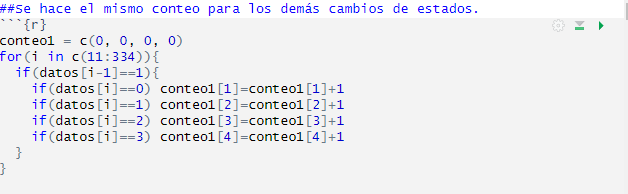 ##Se hace el mismo conteo para los demás cambios de estados.
```{r}
conteo1 = c(0, 0, 0, 0)
for(i in c(11:334)){
  if(datos[i-1]==1){
    if(datos[i]==0) conteo1[1]=conteo1[1]+1
    if(datos[i]==1) conteo1[2]=conteo1[2]+1
    if(datos[i]==2) conteo1[3]=conteo1[3]+1
    if(datos[i]==3) conteo1[4]=conteo1[4]+1
  }
}